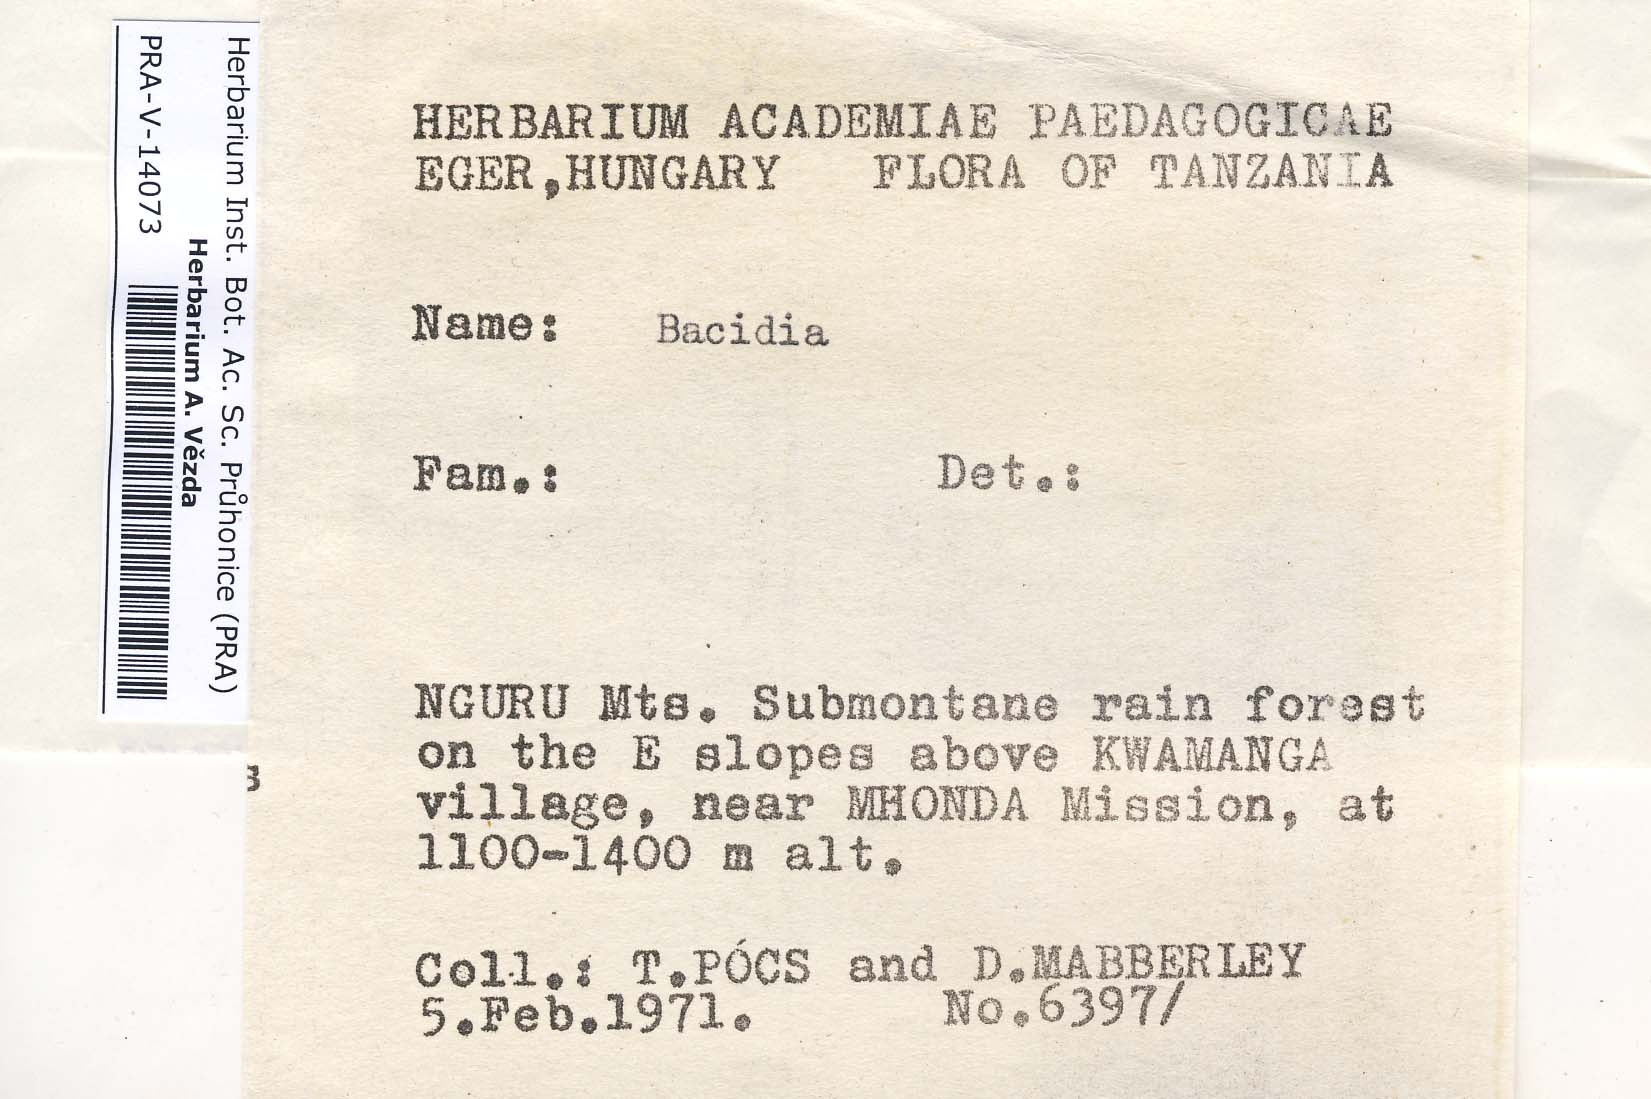 Herbarium Inst. Bot. Ac. Sc. Průhonice (PRA)
Herbarium A. Vězda
PRA-V-14073
HERBARIUM ACADEMIAE PAEDAGOGICAE
EGER,HUNGARY FLORA OF TANZANIA
Name: Bacidia
Fam.: Det.:
NGURU Mts. Submontane rain forest
on the E slopes above KWAMANGA
village, near MHONDA Mission, at
1100-1400 m alt.
Coll.: T.PÓCS and D.MABBERLEY
5.Feb.1971. No.6397/